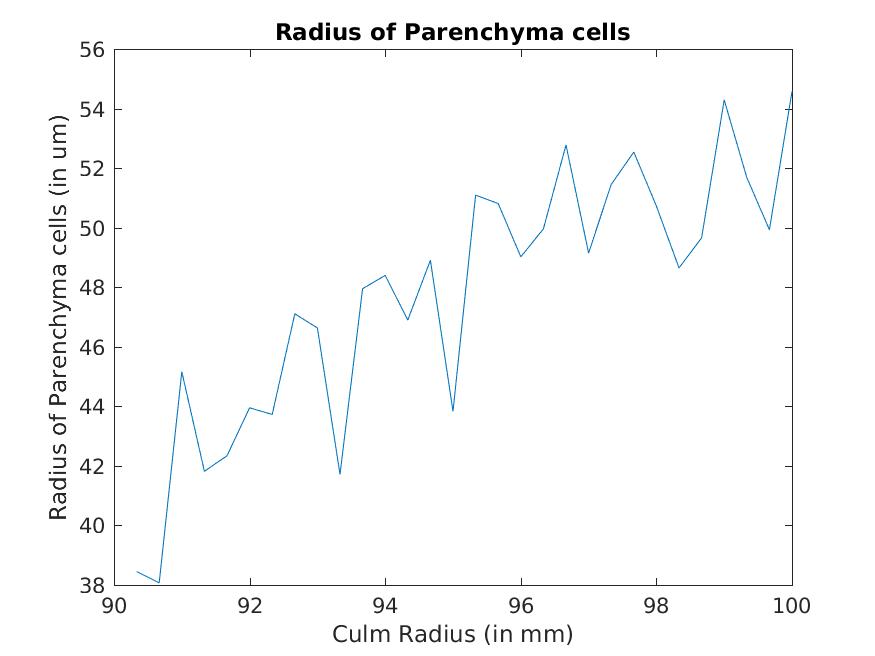 Radius of Parenchyma cells
56
54
52
50
48
46
44
42
40
38
Radius of Parenchyma cells (in um)
90 92 94 96 98 100
Culm Radius (in mm)